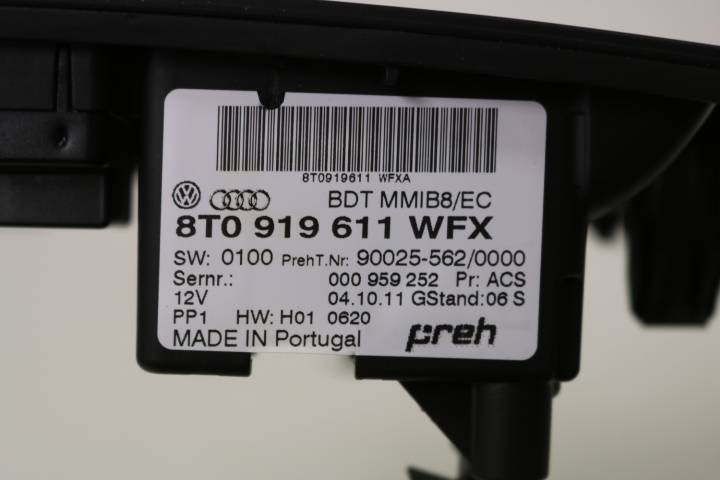 8T0919611 WFXA
BDT MMIB8/EC
8T0 919 611 WFX
SW: 0100 PrehT.Nr: 90025-562/0000
Sernr.: 000 959 252 Pr: ACS
12V 04.10.11 GStand:06 S
PP1 HW: H01 0620
MADE IN Portugal preh